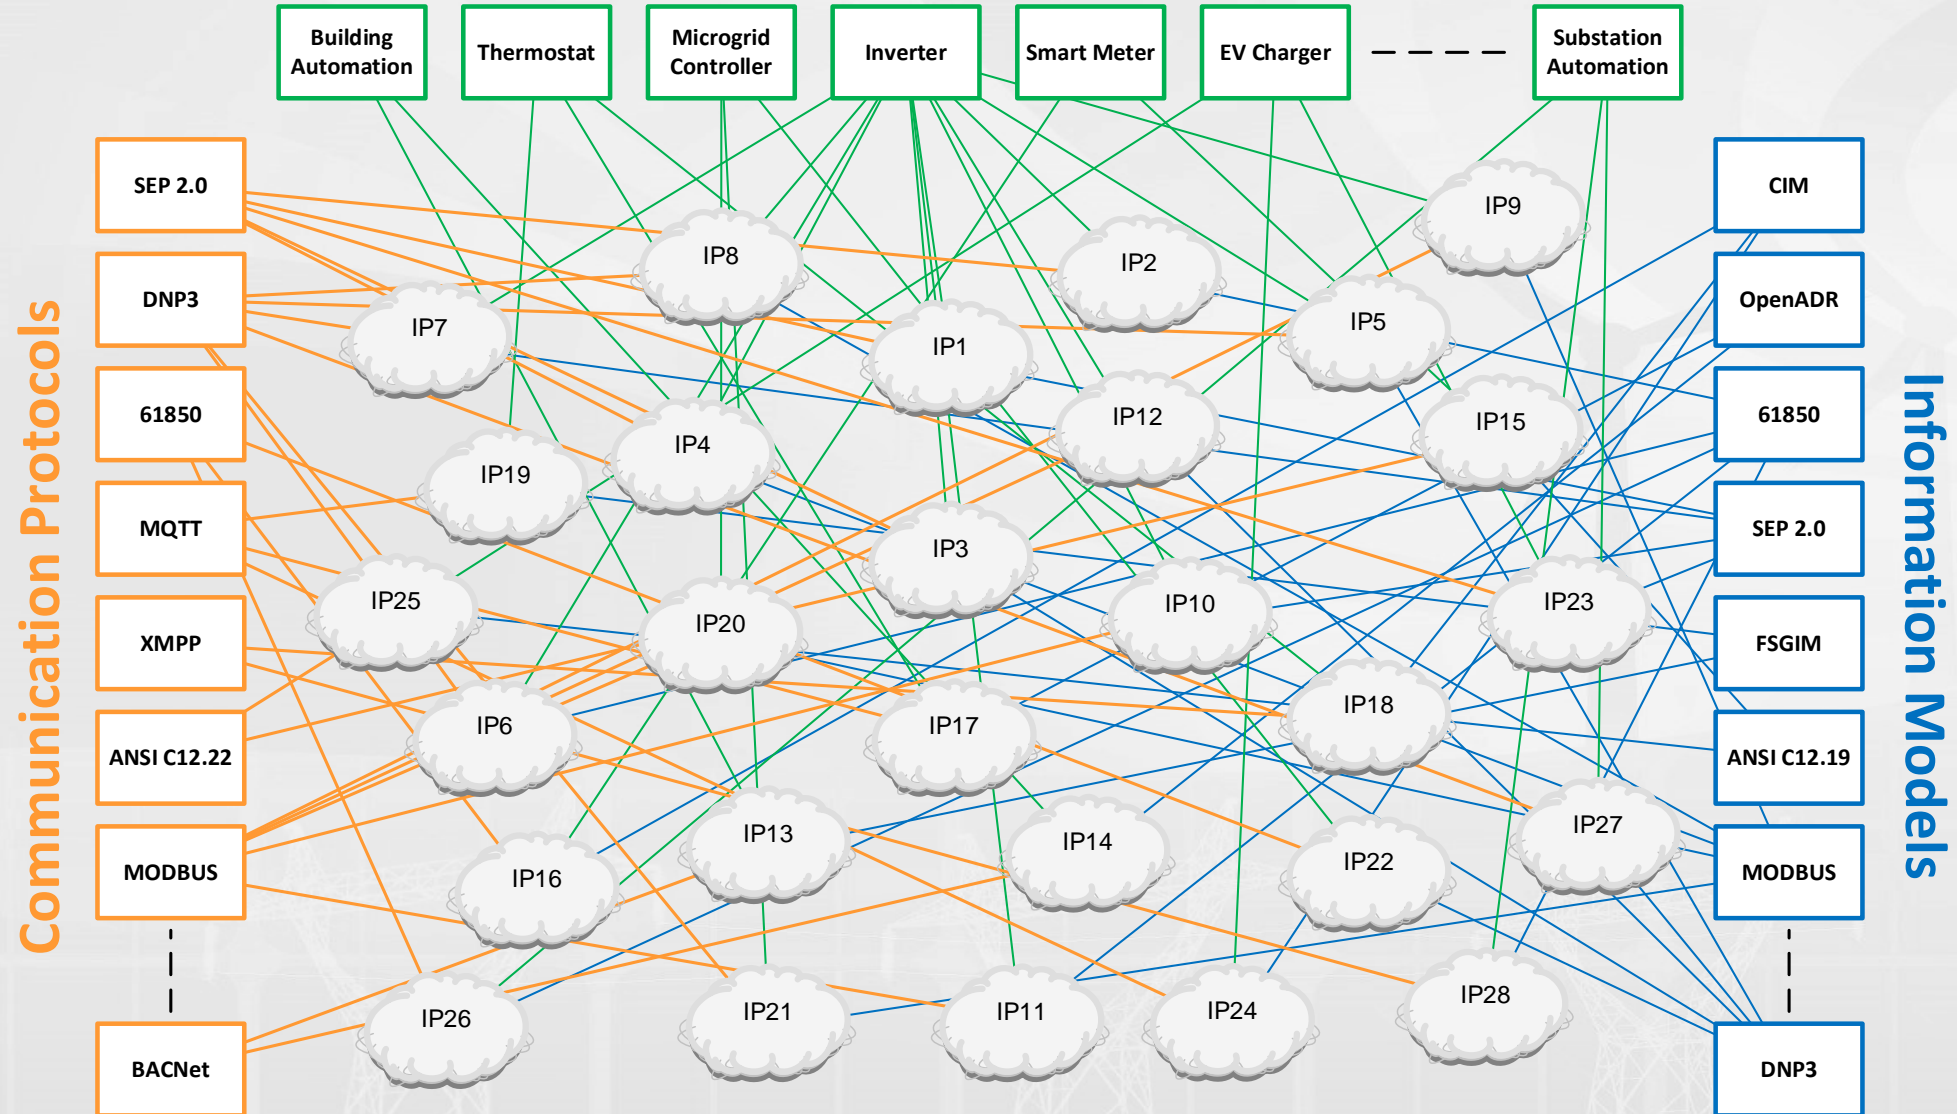 Building
Automation
Thermostat
Microgrid
Controller
Inverter
Smart Meter
EV Charger
Substation
Automation
Communication Protocols
SEP 2.0
DNP3
61850
MQTT
XMPP
ANSI C12.22
MODBUS
BACNet
IP9
IP8
IP2
IP7
IP1
IP5
IP12
IP15
IP4
IP19
IP3
IP25
IP20
IP10
IP23
IP6
IP17
IP18
IP13
IP14
IP27
IP16
IP22
IP26
IP21
IP11
IP24
IP28
CIM
OpenADR
61850
SEP 2.0
FSGIM
ANSI C12.19
MODBUS
DNP3
Information Models